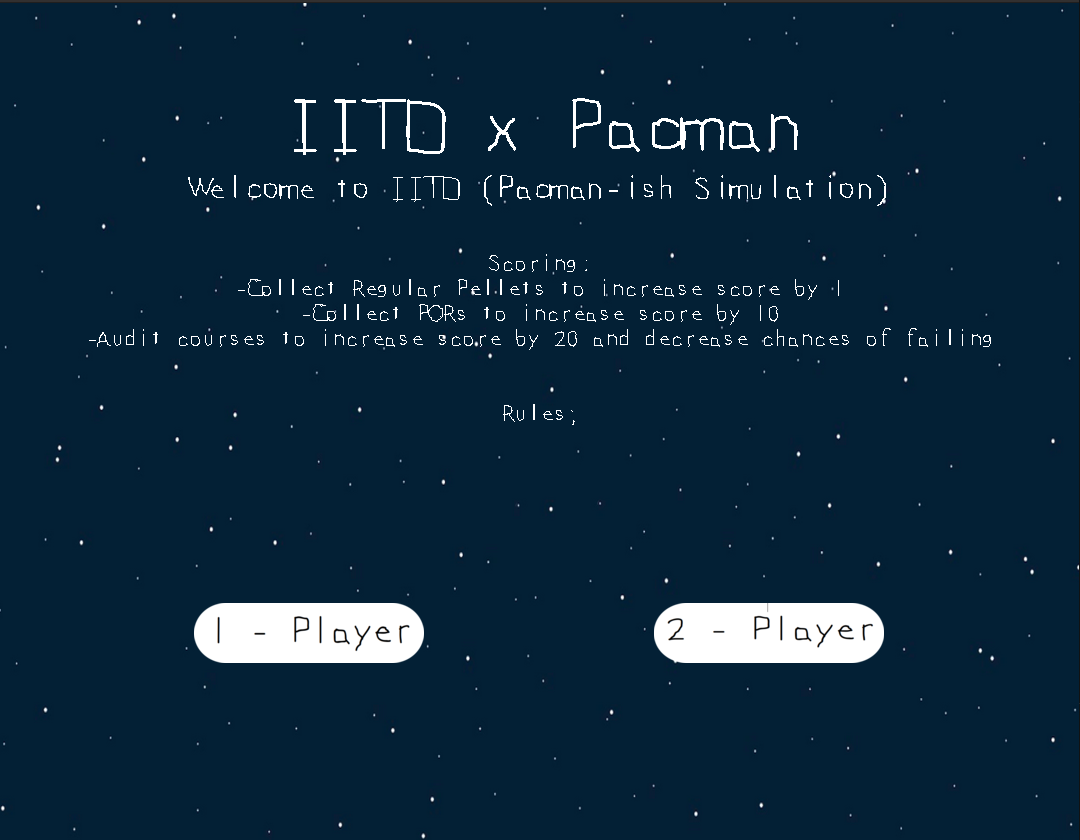 IITD x Pacman
Welcome to IITD (Pacman-ish Simulation)
Scoring:
-Collect Regular Pellets to increase score by 1
-Collect PORs to increase score by 10
-Audit courses to increase score by 20 and decrease chances of failing
Rules;
1 - Player
2 - Player